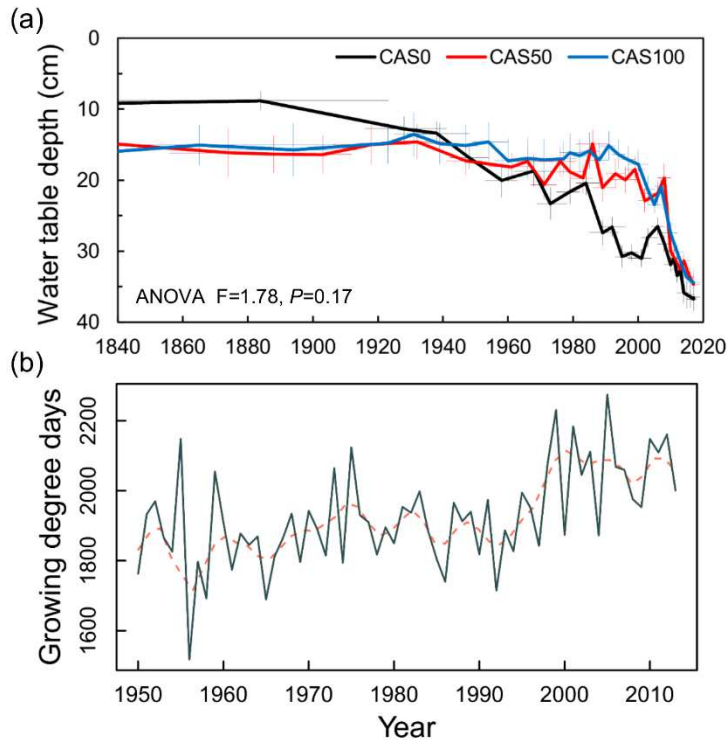 (a)
0
10
20
30
40
Water table depth (cm)
CAS0 CAS50 CAS100
ANOVA F=1.78, P=0.17
1840 1860 1880 1900 1920 1940 1960 1980 2000 2020
(b)
2200
2000
1800
1600
Growing degree days
1950 1960 1970 1980 1990 2000 2010
Year